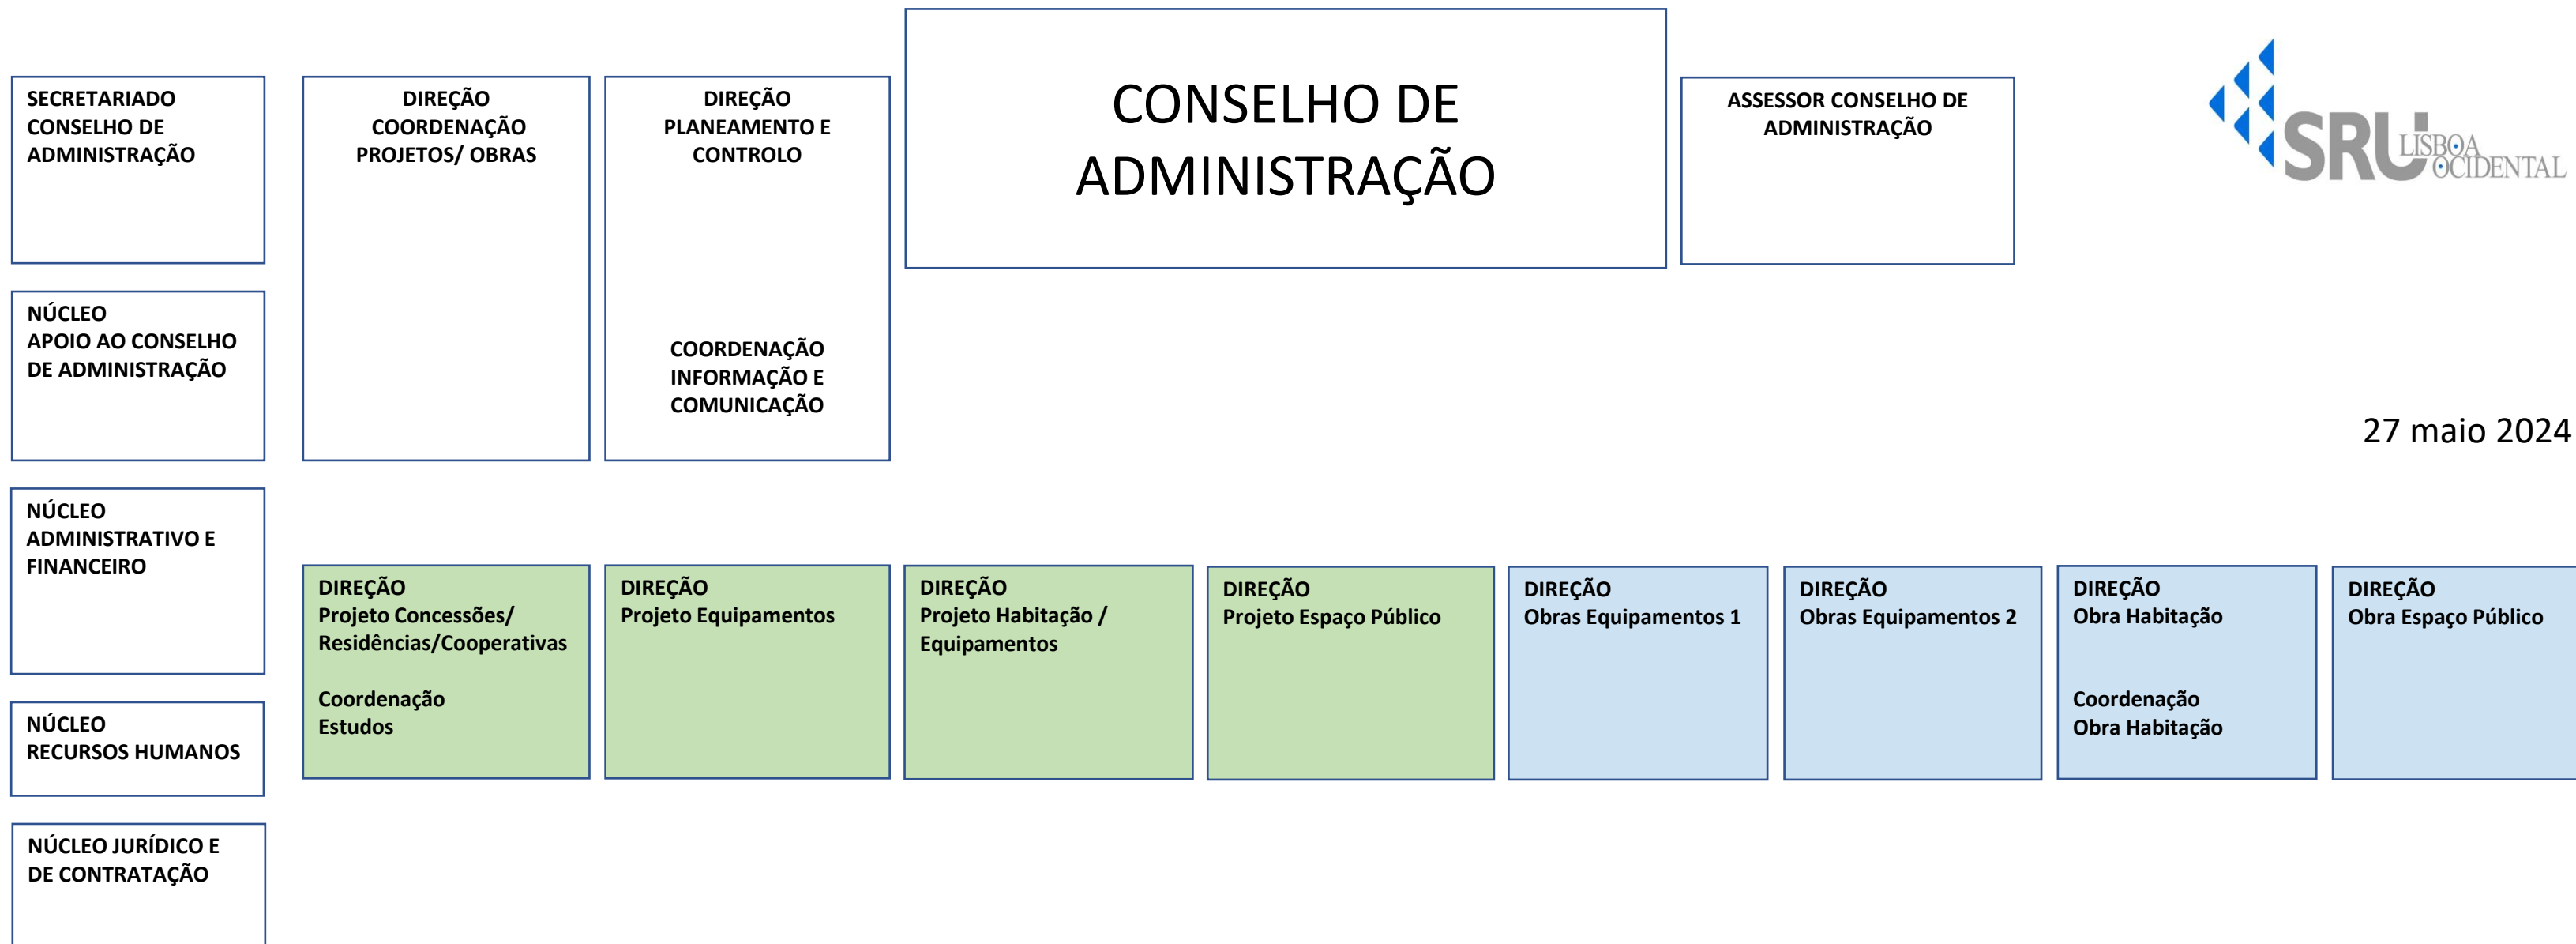 SECRETARIADO
CONSELHO DE
ADMINISTRAÇÃO
DIREÇÃO
COORDENAÇÃO
PROJETOS/ OBRAS
DIREÇÃO
PLANEAMENTO E
CONTROLO
COORDENAÇÃO
INFORMAÇÃO E
COMUNICAÇÃO
CONSELHO DE
ADMINISTRAÇÃO
ASSESSOR CONSELHO DE
ADMINISTRAÇÃO
SRU LISBOA
OCIDENTAL
27 maio 2024
NÚCLEO
APOIO AO CONSELHO
DE ADMINISTRAÇÃO
NÚCLEO
ADMINISTRATIVO E
FINANCEIRO
NÚCLEO
RECURSOS HUMANOS
NÚCLEO JURÍDICO E
DE CONTRATAÇÃO
DIREÇÃO
Projeto Concessões/
Residências/Cooperativas
Coordenação
Estudos
DIREÇÃO
Projeto Equipamentos
DIREÇÃO
Projeto Habitação /
Equipamentos
DIREÇÃO
Projeto Espaço Público
DIREÇÃO
Obras Equipamentos 1
DIREÇÃO
Obras Equipamentos 2
DIREÇÃO
Obra Habitação
Coordenação
Obra Habitação
DIREÇÃO
Obra Espaço Público